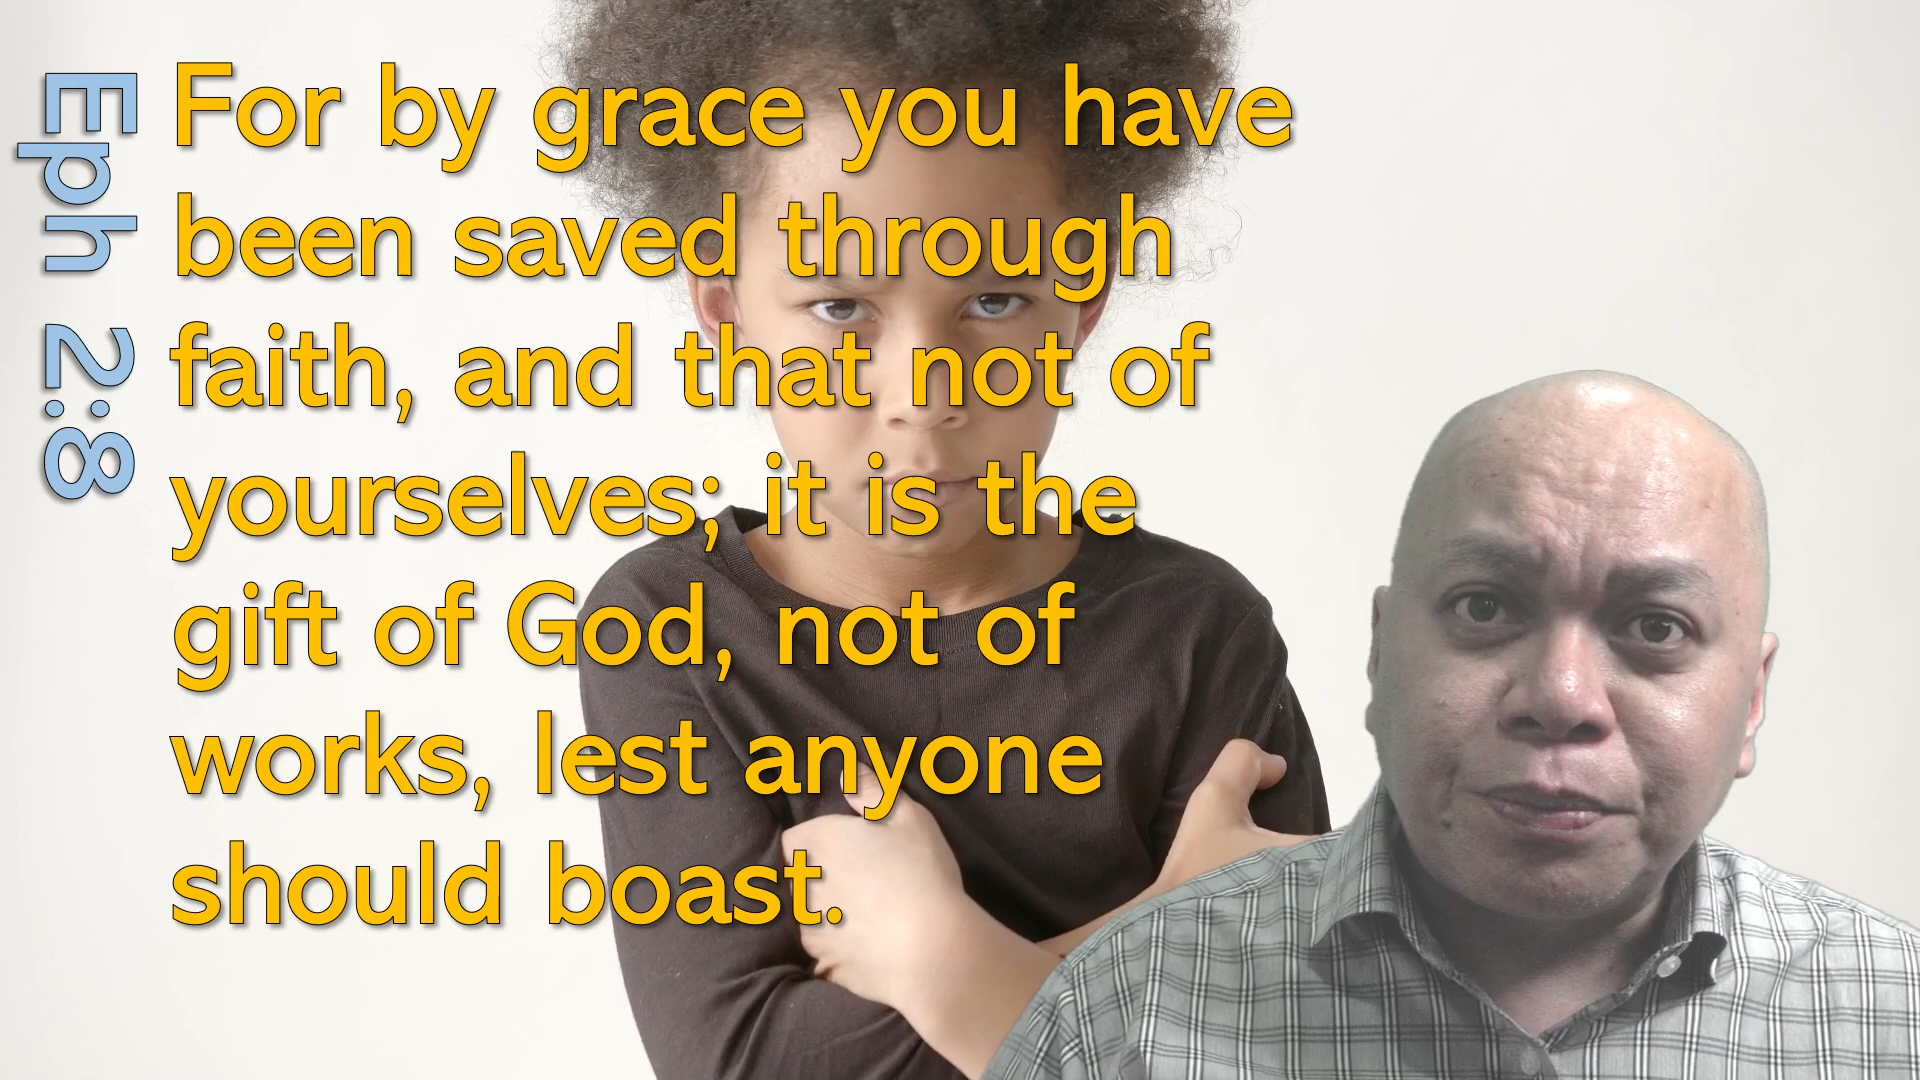 Eph 2:8
For by grace you have
been saved through
faith, and that not of
yourselves; it is the
gift of God, not of
works, lest anyone
should boast.